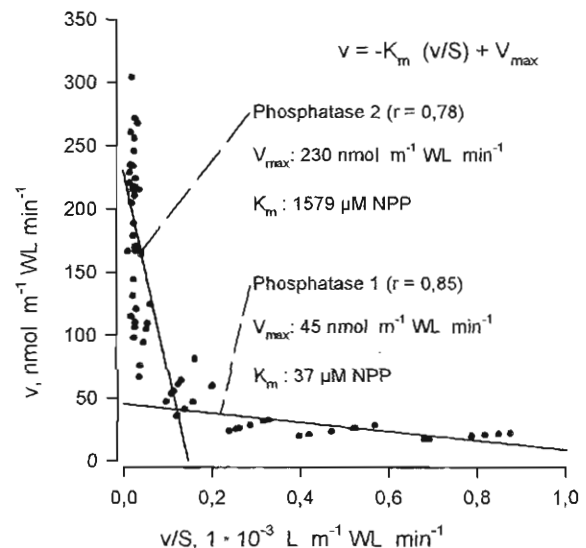 350
300
250
200
150
100
50
0
v, nmol m⁻¹ WL min⁻¹
v = -Kₘ (v/S) + Vₘₐₓ
Phosphatase 2 (r = 0,78)
Vₘₐₓ: 230 nmol m⁻¹ WL min⁻¹
Kₘ : 1579 µM NPP
Phosphatase 1 (r = 0,85)
Vₘₐₓ: 45 nmol m⁻¹ WL min⁻¹
Kₘ : 37 µM NPP
0,0 0,2 0,4 0,6 0,8 1,0
v/S, 1 * 10⁻³ L m⁻¹ WL min⁻¹